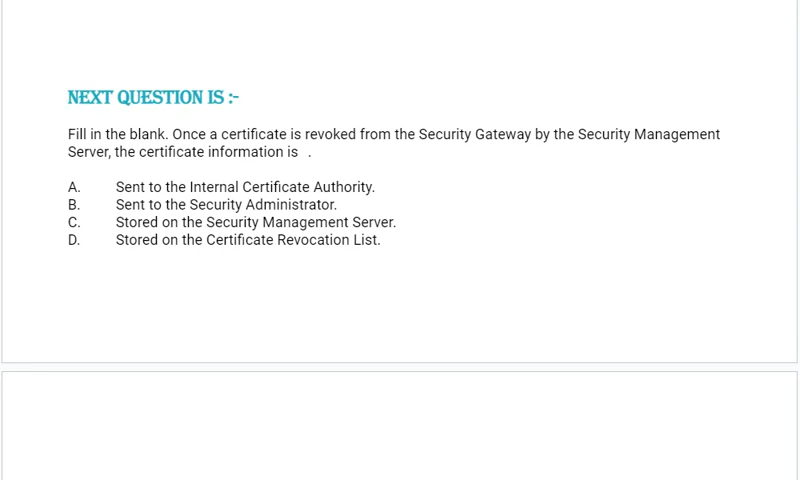 NEXT QUESTION IS :-
Fill in the blank. Once a certificate is revoked from the Security Gateway by the Security Management
Server, the certificate information is .
A. Sent to the Internal Certificate Authority.
B. Sent to the Security Administrator.
C. Stored on the Security Management Server.
D. Stored on the Certificate Revocation List.